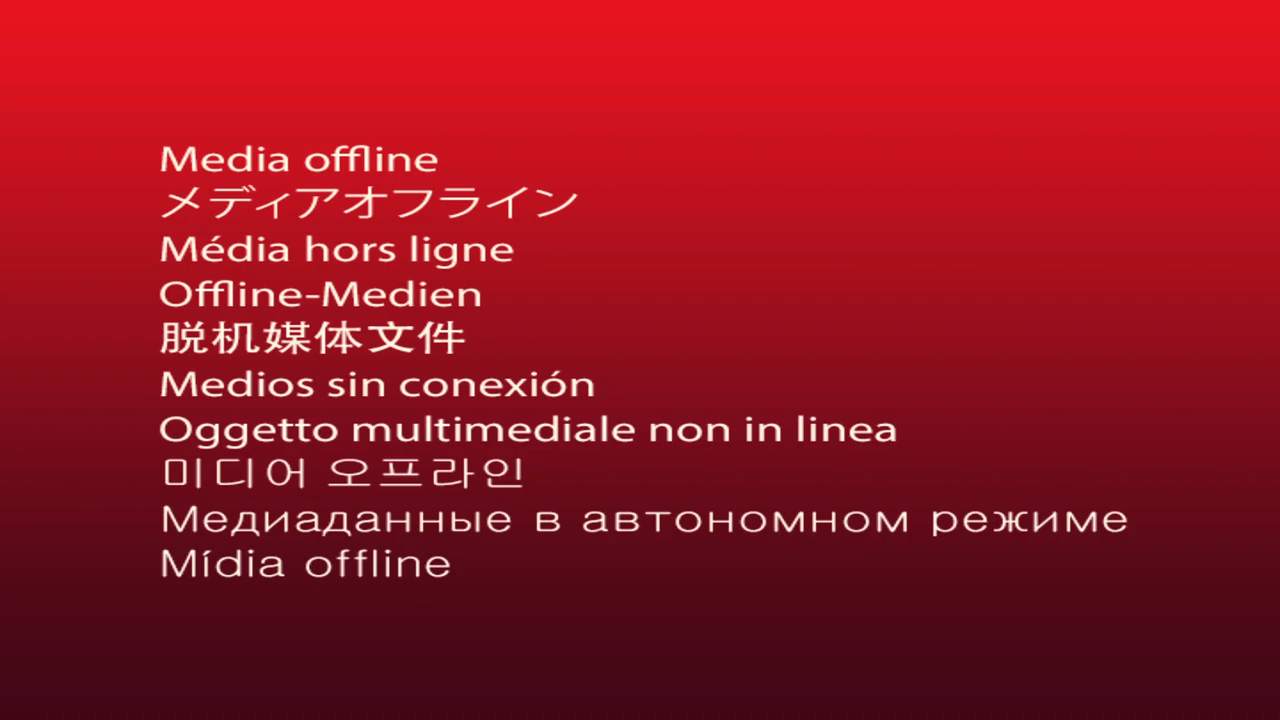 Media offline
メディアオフライン
Média hors ligne
Offline-Medien
脱机媒体文件
Medios sin conexión
Oggetto multimediale non in linea
미디어 오프라인
Медиаданные в автономном режиме
Mídia offline